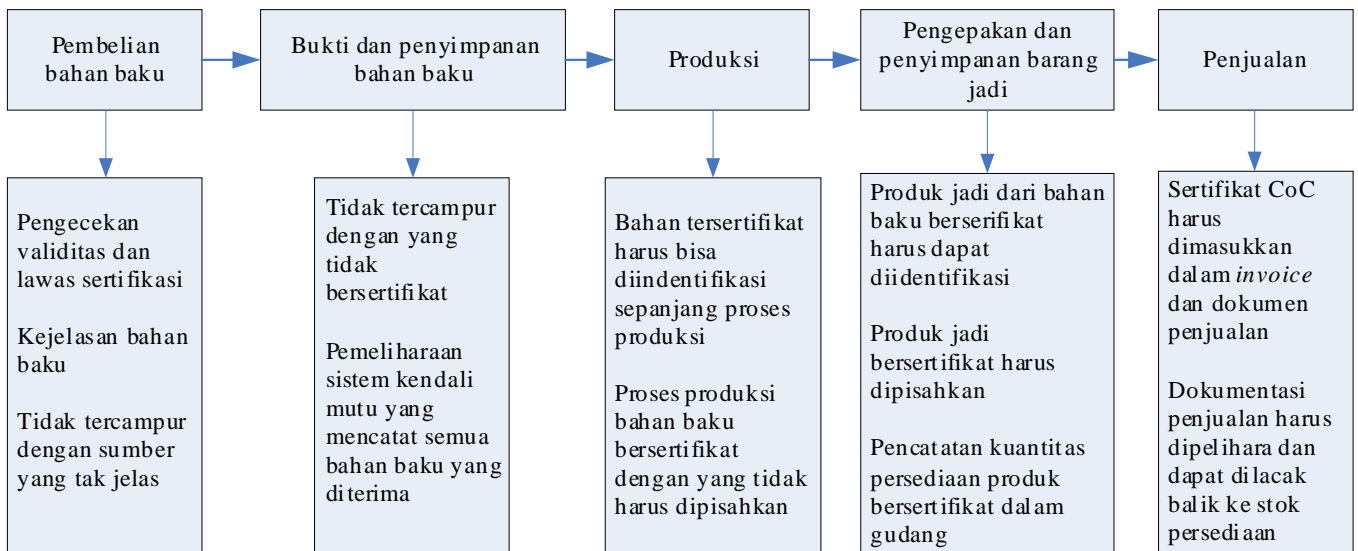 Pembelian
bahan baku
Bukti dan penyimpanan
bahan baku
Produksi
Pengepakan dan
penyimpanan barang
jadi
Penjualan
Pengecekan
validitas dan
lawas sertifikasi
Kejelasan bahan
baku
Tidak tercampur
dengan sumber
yang tak jelas
Tidak tercampur
dengan yang
tidak
bersertifikat
Pemeliharaan
sistem kendali
mutu yang
mencatat semua
bahan baku yang
diterima
Bahan tersertifikat
harus bisa
diindentifikasi
sepanjang proses
produksi
Proses produksi
bahan baku
bersertifikat
dengan yang tidak
harus dipisahkan
Produk jadi dari bahan
baku berserifikat
harus dapat
diidentifikasi
Produk jadi
bersertifikat harus
dipisahkan
Pencatatan kuantitas
persediaan produk
bersertifikat dalam
gudang
Sertifikat CoC
harus
dimasukkan
dalam invoice
dan dokumen
penjualan
Dokumentasi
penjualan harus
dipelihara dan
dapat dilacak
balik ke stok
persediaan